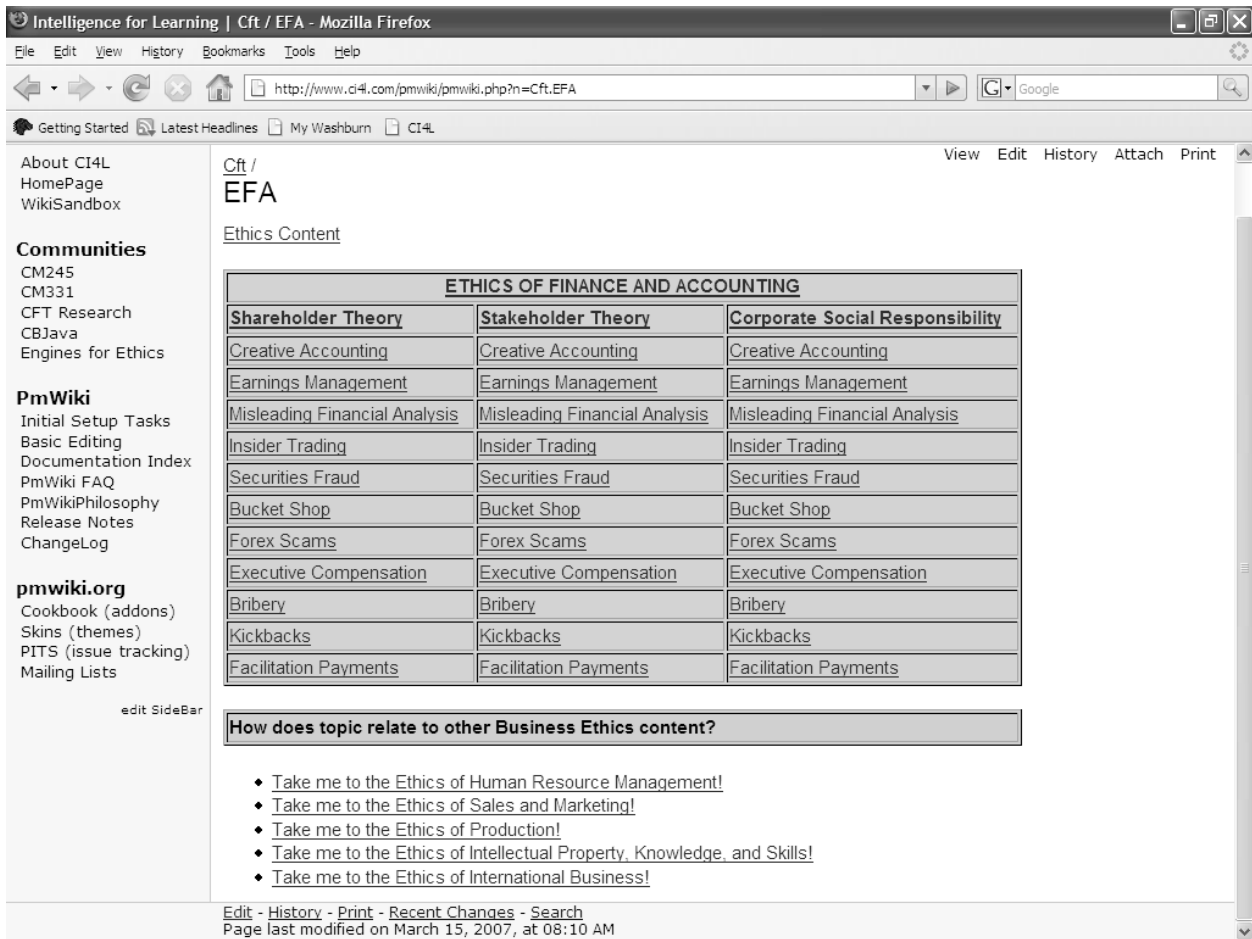 Intelligence for Learning | Cft / EFA - Mozilla Firefox
File Edit View History Bookmarks Tools Help
http://www.ci4l.com/pmwiki/pmwiki.php?n=Cft.EFA
G Google
Getting Started Latest Headlines My Washburn CI4L
About CI4L
HomePage
WikiSandbox
Communities
CM245
CM331
CFT Research
CBJava
Engines for Ethics
PmWiki
Initial Setup Tasks
Basic Editing
Documentation Index
PmWiki FAQ
PmWikiPhilosophy
Release Notes
ChangeLog
pmwiki.org
Cookbook (addons)
Skins (themes)
PITS (issue tracking)
Mailing Lists
edit SideBar
View Edit History Attach Print
Cft /
EFA
Ethics Content
ETHICS OF FINANCE AND ACCOUNTING
Shareholder Theory Stakeholder Theory Corporate Social Responsibility
Creative Accounting Creative Accounting Creative Accounting
Earnings Management Earnings Management Earnings Management
Misleading Financial Analysis Misleading Financial Analysis Misleading Financial Analysis
Insider Trading Insider Trading Insider Trading
Securities Fraud Securities Fraud Securities Fraud
Bucket Shop Bucket Shop Bucket Shop
Forex Scams Forex Scams Forex Scams
Executive Compensation Executive Compensation Executive Compensation
Bribery Bribery Bribery
Kickbacks Kickbacks Kickbacks
Facilitation Payments Facilitation Payments Facilitation Payments
How does topic relate to other Business Ethics content?
Take me to the Ethics of Human Resource Management!
Take me to the Ethics of Sales and Marketing!
Take me to the Ethics of Production!
Take me to the Ethics of Intellectual Property, Knowledge, and Skills!
Take me to the Ethics of International Business!
Edit - History - Print - Recent Changes - Search
Page last modified on March 15, 2007, at 08:10 AM